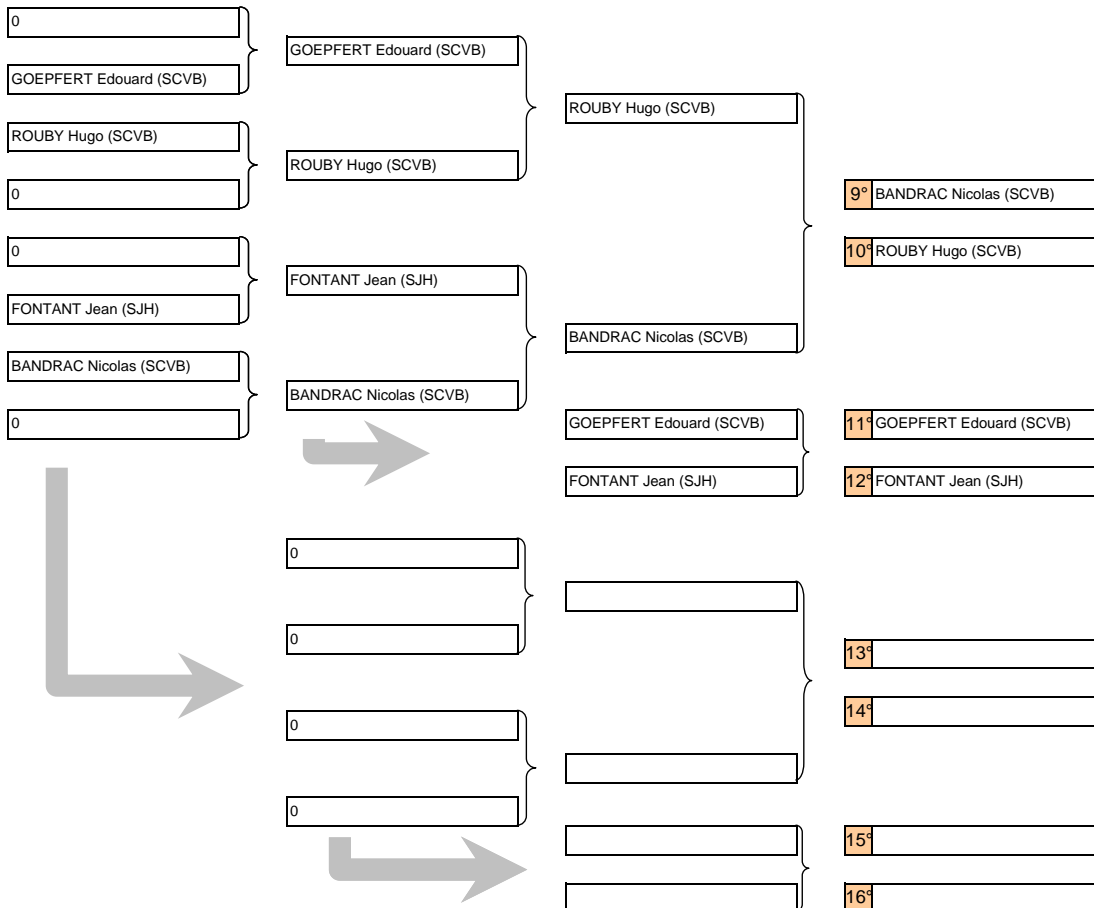 0
GOEPFERT Edouard (SCVB)
ROUBY Hugo (SCVB)
0
0
FONTANT Jean (SJH)
BANDRAC Nicolas (SCVB)
0
GOEPFERT Edouard (SCVB)
ROUBY Hugo (SCVB)
FONTANT Jean (SJH)
BANDRAC Nicolas (SCVB)
0
0
0
0
ROUBY Hugo (SCVB)
BANDRAC Nicolas (SCVB)
GOEPFERT Edouard (SCVB)
FONTANT Jean (SJH)
9° BANDRAC Nicolas (SCVB)
10° ROUBY Hugo (SCVB)
11° GOEPFERT Edouard (SCVB)
12° FONTANT Jean (SJH)
13°
14°
15°
16°